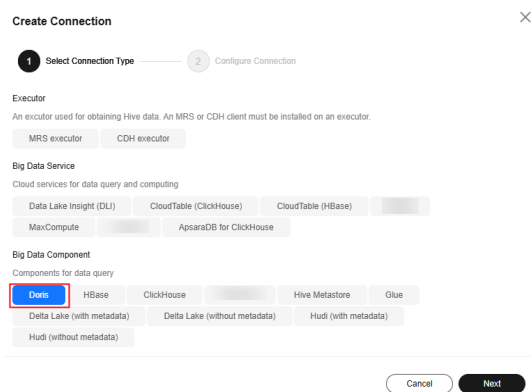 Create Connection
1 Select Connection Type 2 Configure Connection
Executor
An excutor used for obtaining Hive data. An MRS or CDH client must be installed on an executor.
MRS executor CDH executor
Big Data Service
Cloud services for data query and computing
Data Lake Insight (DLI) CloudTable (ClickHouse) CloudTable (HBase)
MaxCompute ApsaraDB for ClickHouse
Big Data Component
Components for data query
Doris HBase ClickHouse Hive Metastore Glue
Delta Lake (with metadata) Delta Lake (without metadata) Hudi (with metadata)
Hudi (without metadata)
Cancel Next